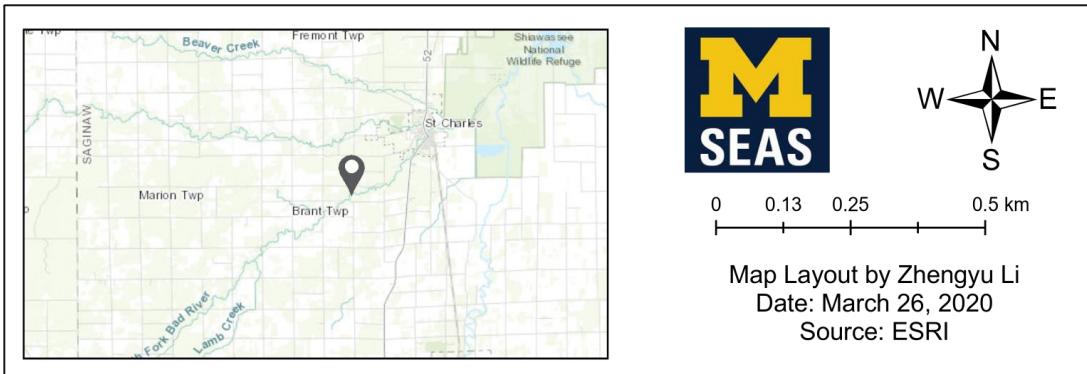 Twp
Fremont Twp
Beaver Creek
Shiawassee
National
Wildlife Refuge
52
St Charles
SAGINAW
Marion Twp
Brant Twp
Fork Bad River
Lamb Creek
M
SEAS
N
W
E
S
0 0.13 0.25 0.5 km
Map Layout by Zhengyu Li
Date: March 26, 2020
Source: ESRI